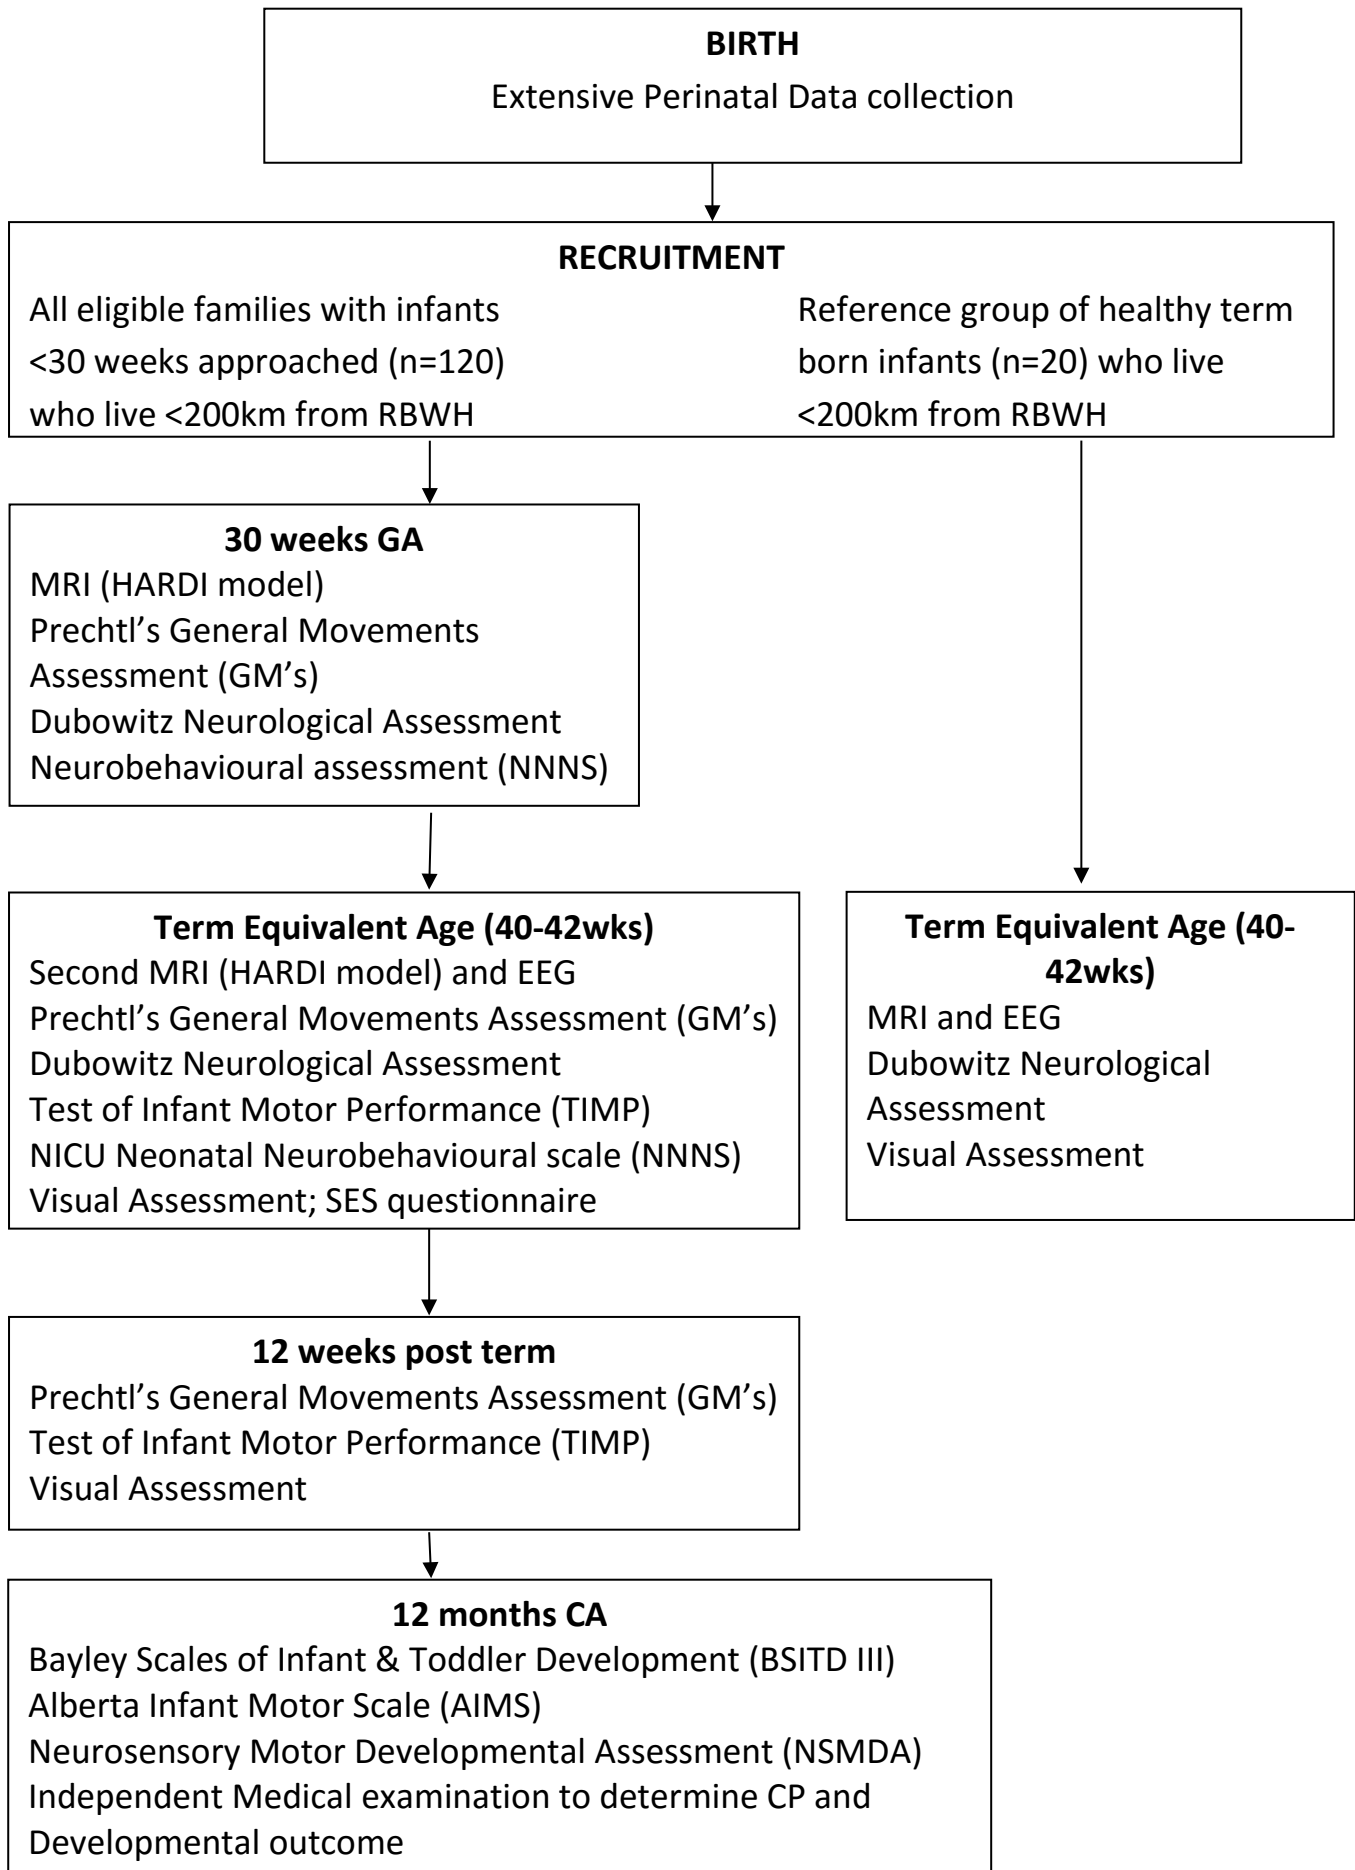 BIRTH
Extensive Perinatal Data collection
RECRUITMENT
All eligible families with infants
<30 weeks approached (n=120)
who live <200km from RBWH
Reference group of healthy term
born infants (n=20) who live
<200km from RBWH
30 weeks GA
MRI (HARDI model)
Prechtl’s General Movements
Assessment (GM’s)
Dubowitz Neurological Assessment
Neurobehavioural assessment (NNNS)
Term Equivalent Age (40-42wks)
Second MRI (HARDI model) and EEG
Prechtl’s General Movements Assessment (GM’s)
Dubowitz Neurological Assessment
Test of Infant Motor Performance (TIMP)
NICU Neonatal Neurobehavioural scale (NNNS)
Visual Assessment; SES questionnaire
Term Equivalent Age (40-
42wks)
MRI and EEG
Dubowitz Neurological
Assessment
Visual Assessment
12 weeks post term
Prechtl’s General Movements Assessment (GM’s)
Test of Infant Motor Performance (TIMP)
Visual Assessment
12 months CA
Bayley Scales of Infant & Toddler Development (BSITD III)
Alberta Infant Motor Scale (AIMS)
Neurosensory Motor Developmental Assessment (NSMDA)
Independent Medical examination to determine CP and
Developmental outcome